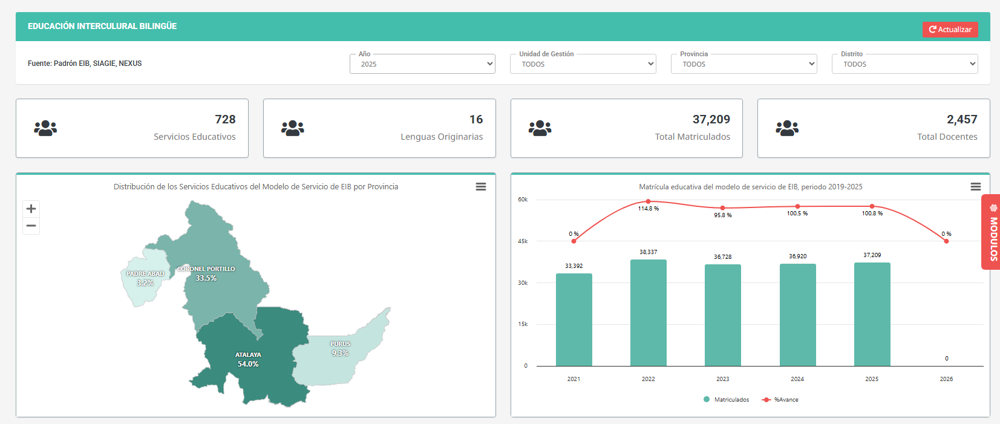 EDUCACIÓN INTERCULURAL BILINGÜE
Actualizar
Fuente: Padrón EIB, SIAGIE, NEXUS
Año
2025
Unidad de Gestión
TODOS
Provincia
TODOS
Distrito
TODOS
728
Servicios Educativos
16
Lenguas Originarias
37,209
Total Matriculados
2,457
Total Docentes
Distribución de los Servicios Educativos del Modelo de Servicio de EIB por Provincia
PADRE ABAD
3.2%
CORONEL PORTILLO
33.5%
ATALAYA
54.0%
PURUS
9.3%
Matrícula educativa del modelo de servicio de EIB, periodo 2019-2025
60k
45k
30k
15k
0
0 %
114.8 %
95.8 %
100.5 %
100.8 %
0 %
33,392
38,337
36,728
36,920
37,209
0
2021
2022
2023
2024
2025
2026
Matriculados
%Avance
MODULOS